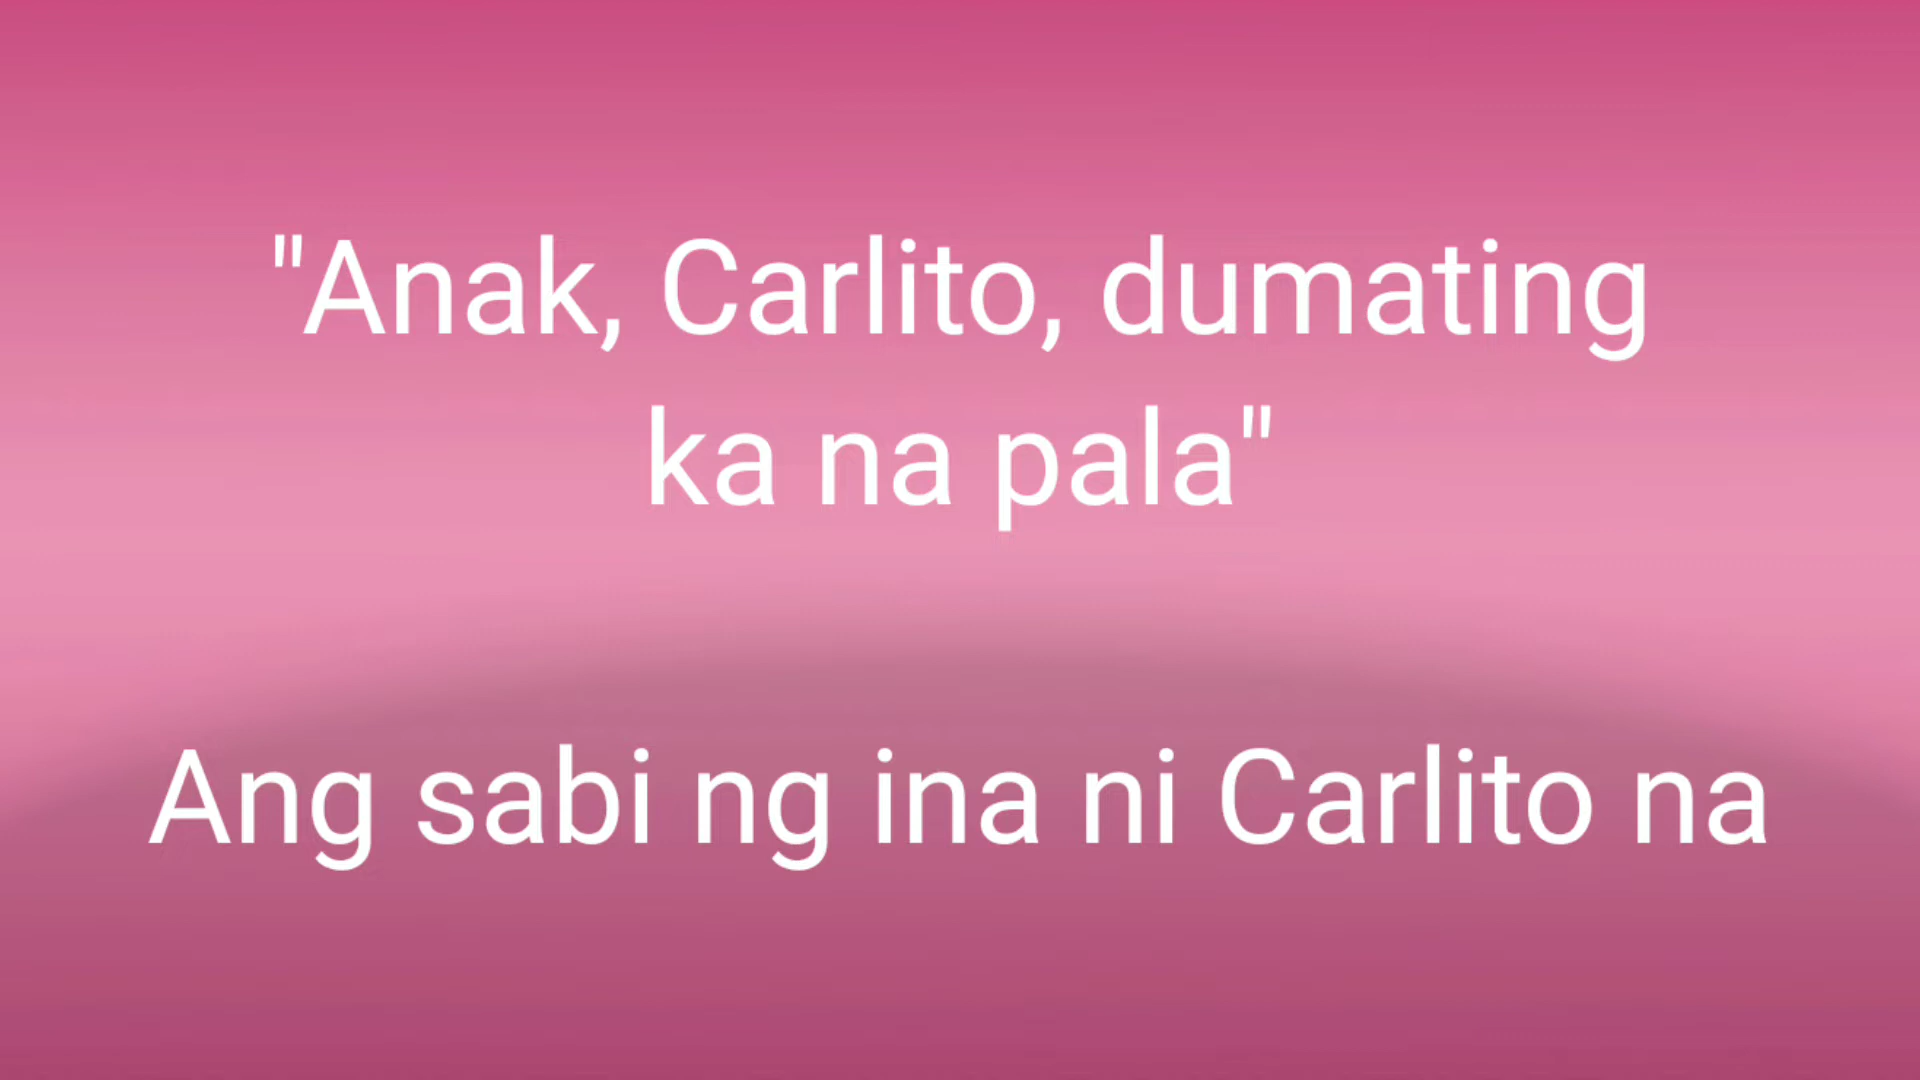 "Anak, Carlito, dumating
ka na pala"
Ang sabi ng ina ni Carlito na